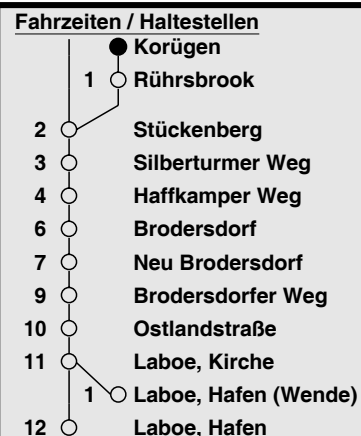 Fahrzeiten / Haltestellen
Korügen
1 Rührsbrook
2 Stückenberg
3 Silberturmer Weg
4 Haffkamper Weg
6 Brodersdorf
7 Neu Brodersdorf
9 Brodersdorfer Weg
10 Ostlandstraße
11 Laboe, Kirche
1 Laboe, Hafen (Wende)
12 Laboe, Hafen